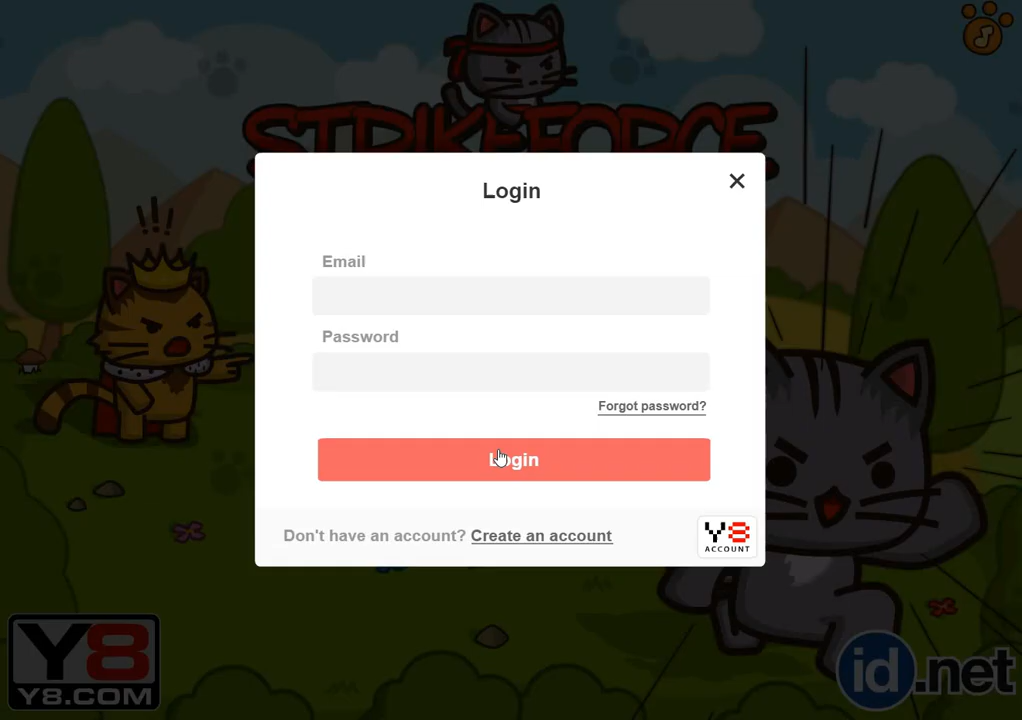 STRIKEFORCE
Login
Email
Password
Forgot password?
Login
Don't have an account? Create an account
Y8
ACCOUNT
Y8
Y8.COM
id.net